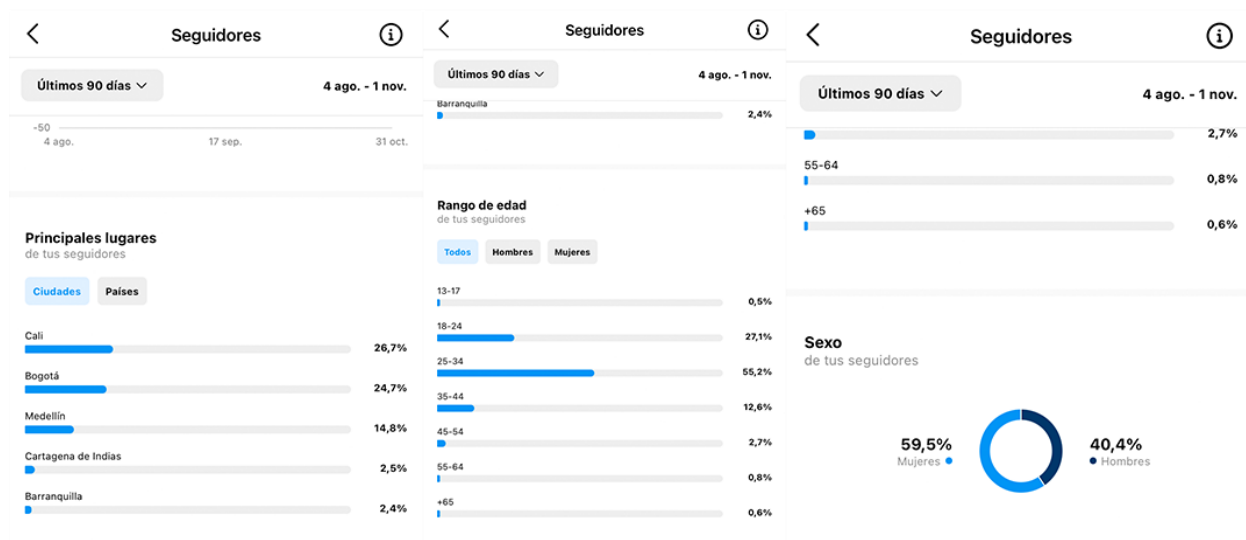 Seguidores
Últimos 90 días
4 ago. - 1 nov.
-50
4 ago.
17 sep.
31 oct.
Principales lugares
de tus seguidores
Ciudades
Países
Cali
26,7%
Bogotá
24,7%
Medellín
14,8%
Cartagena de Indias
2,5%
Barranquilla
2,4%
Seguidores
Últimos 90 días
4 ago. - 1 nov.
Barranquilla
2,4%
Rango de edad
de tus seguidores
Todos
Hombres
Mujeres
13-17
0,5%
18-24
27,1%
25-34
55,2%
35-44
12,6%
45-54
2,7%
55-64
0,8%
+65
0,6%
Seguidores
Últimos 90 días
4 ago. - 1 nov.
2,7%
55-64
0,8%
+65
0,6%
Sexo
de tus seguidores
59,5%
Mujeres
40,4%
Hombres